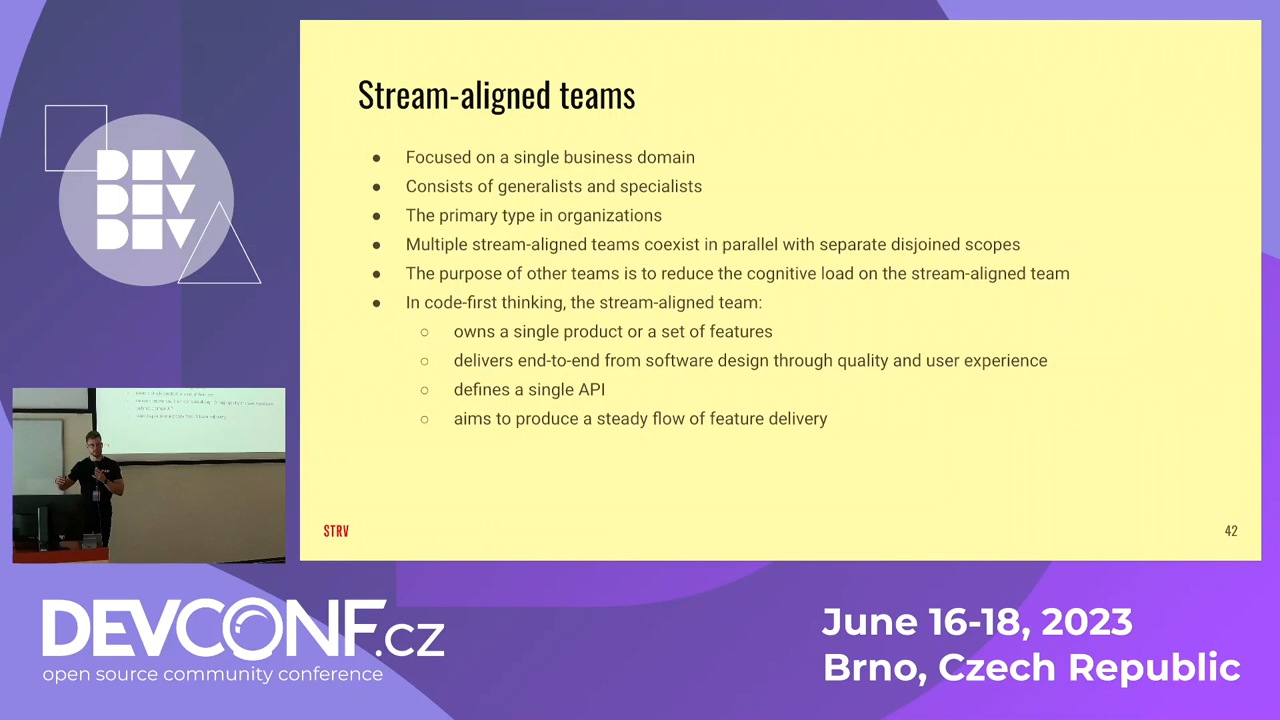 DEV
DEV
DEV
Stream-aligned teams
● Focused on a single business domain
● Consists of generalists and specialists
● The primary type in organizations
● Multiple stream-aligned teams coexist in parallel with separate disjoined scopes
● The purpose of other teams is to reduce the cognitive load on the stream-aligned team
● In code-first thinking, the stream-aligned team:
○ owns a single product or a set of features
○ delivers end-to-end from software design through quality and user experience
○ defines a single API
○ aims to produce a steady flow of feature delivery
STRV
42
DEVCONF.cz
open source community conference
June 16-18, 2023
Brno, Czech Republic